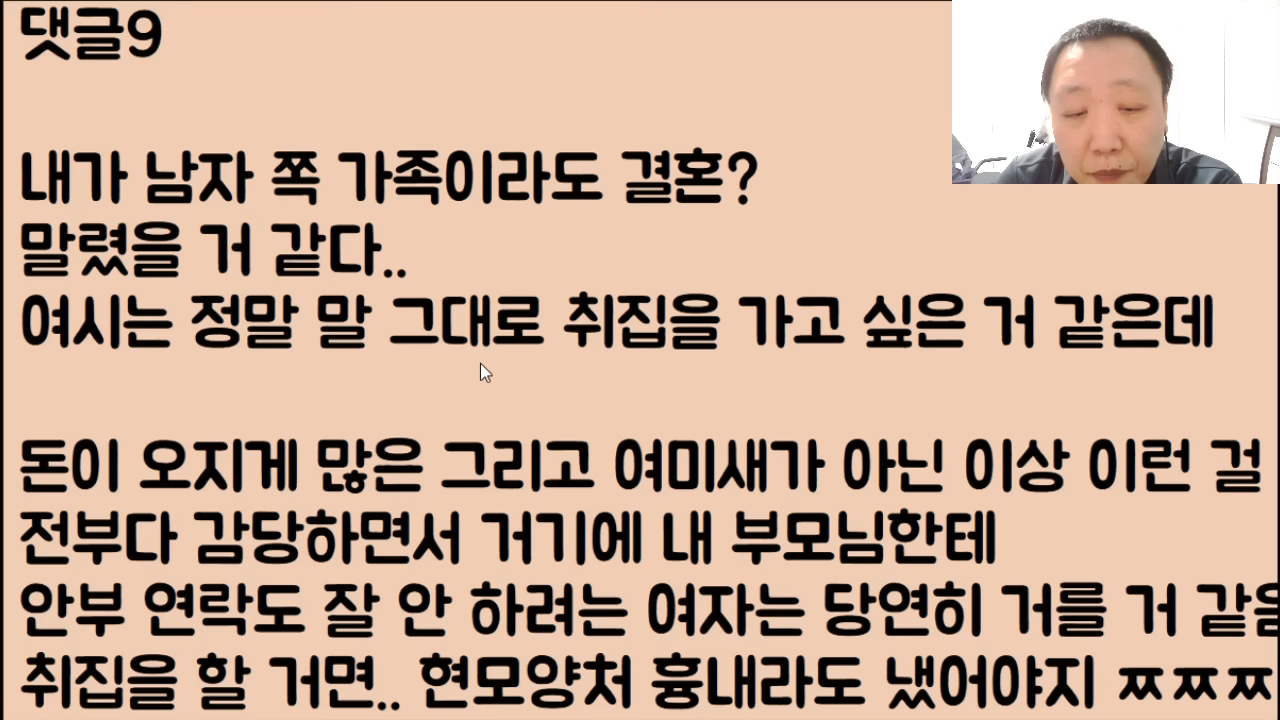 댓글9
내가 남자 쪽 가족이라도 결혼?
말렸을 거 같다..
여시는 정말 말 그대로 취집을 가고 싶은 거 같은데
돈이 오지게 많은 그리고 여미새가 아닌 이상 이런 걸
전부다 감당하면서 거기에 내 부모님한테
안부 연락도 잘 안 하려는 여자는 당연히 거를 거 같음
취집을 할 거면.. 현모양처 흉내라도 냈어야지 ㅉㅉㅉ